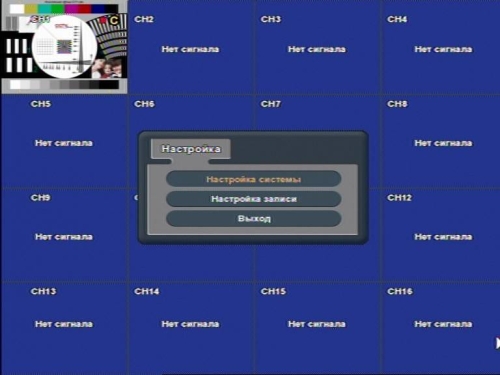 CH1
CH2
CH3
CH4
Нет сигнала
Нет сигнала
Нет сигнала
CH5
CH6
CH7
CH8
Нет сигнала
Нет сигнала
Настройка
Настройка системы
Настройка записи
Выход
CH9
CH12
Нет сигнала
Нет сигнала
CH13
CH14
CH15
CH16
Нет сигнала
Нет сигнала
Нет сигнала
Нет сигнала